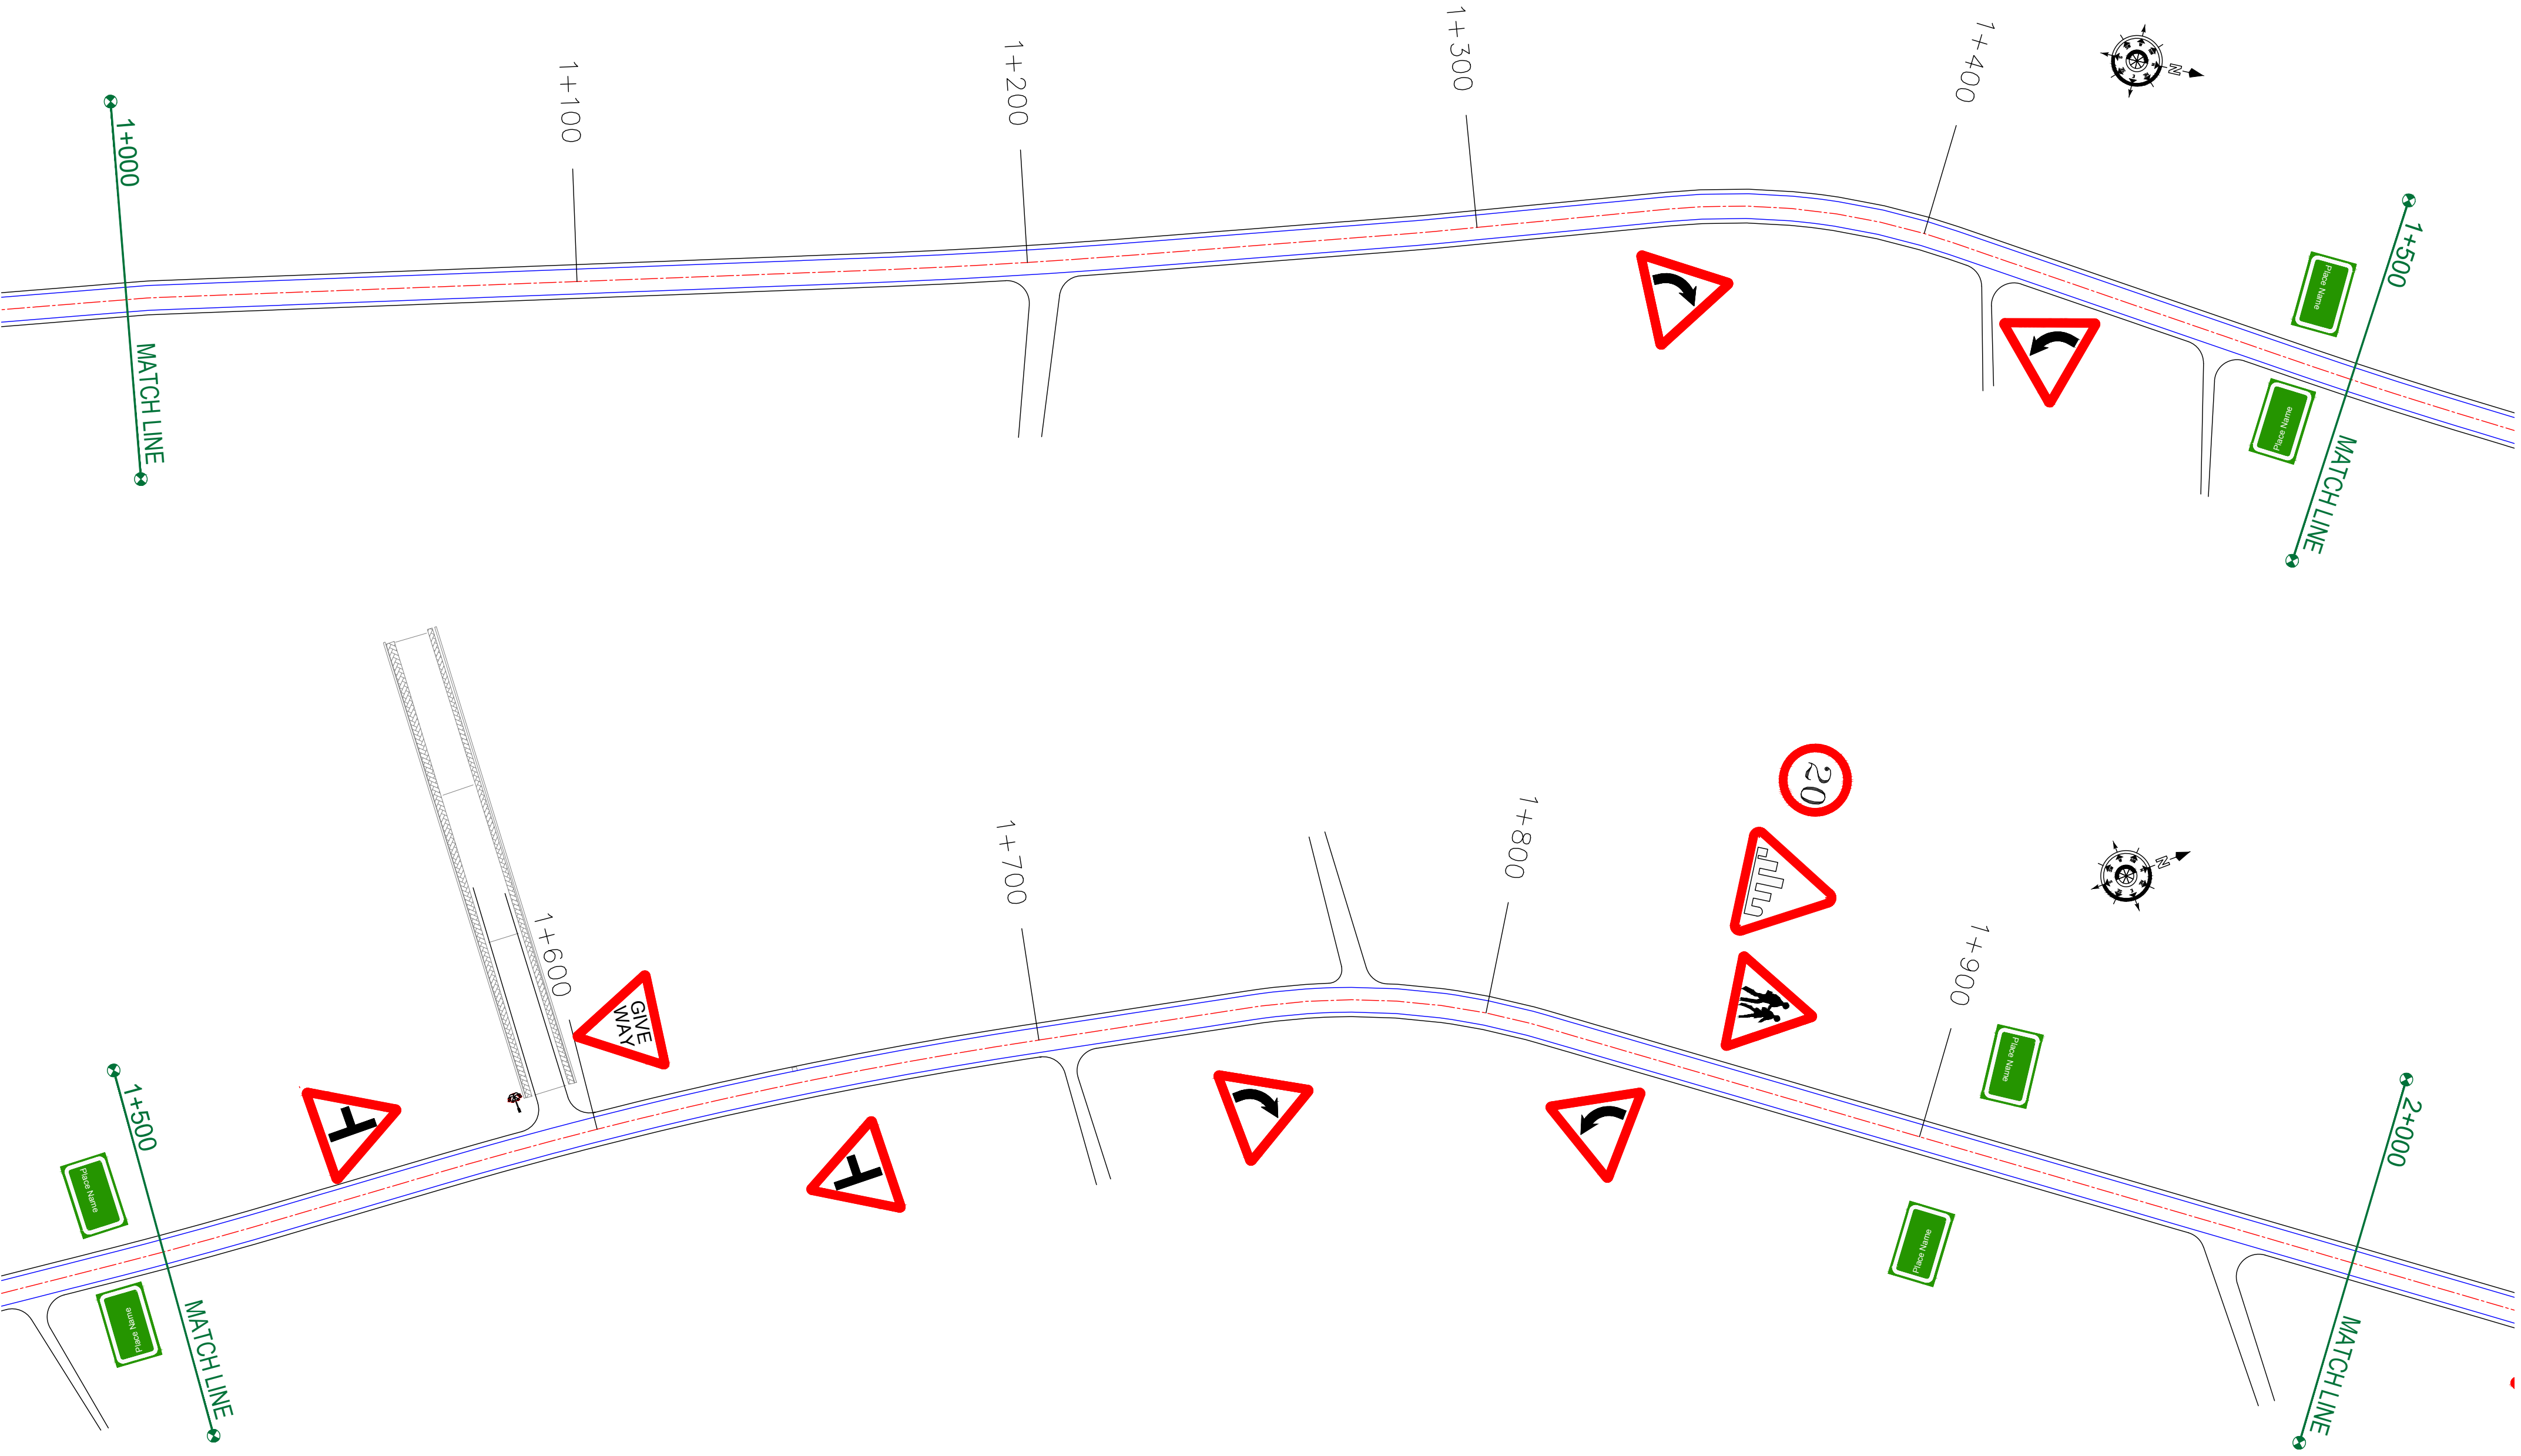 1+000
MATCH LINE
1+100
1+200
1+300
1+400
N
1+500
MATCH LINE
Place Name
Place Name
1+500
MATCH LINE
Place Name
Place Name
1+600
GIVE
WAY
1+700
1+800
20
1+900
N
Place Name
Place Name
2+000
MATCH LINE